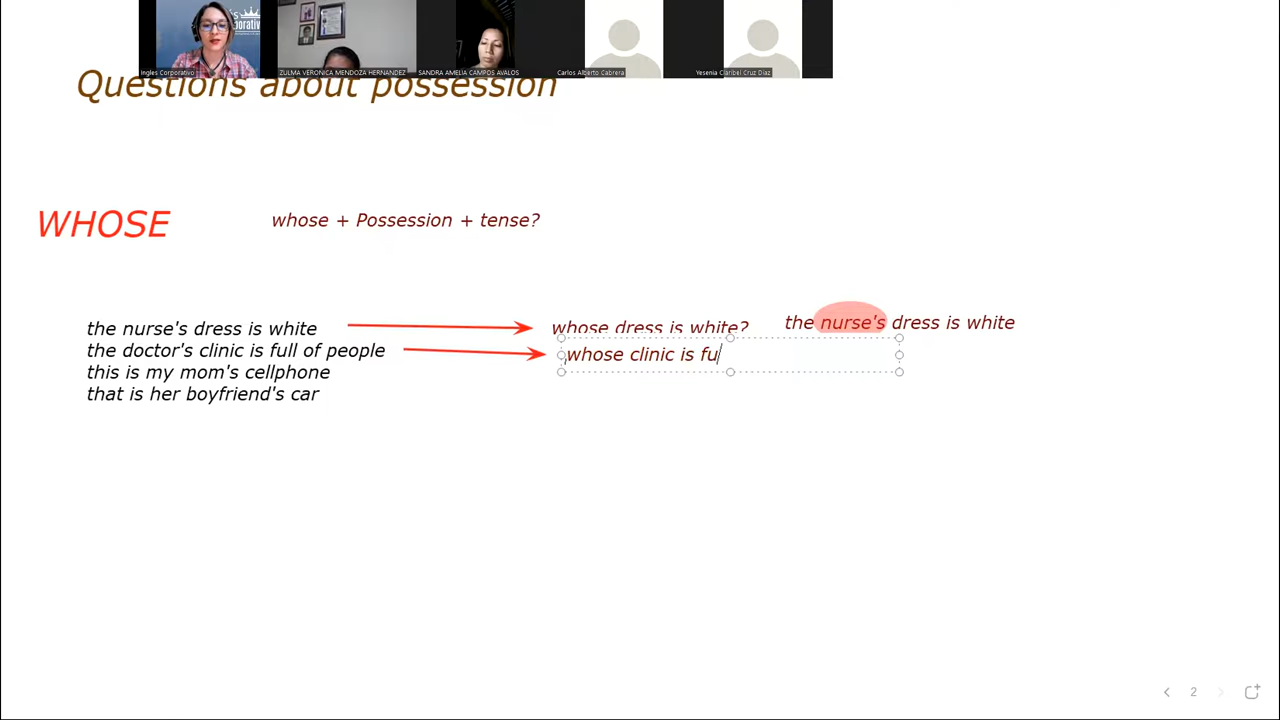 Ingles Corporativo
ZULMA VERONICA MENDOZA HERNANDEZ
SANDRA AMELIA CAMPOS AVALOS
Carlos Alberto Cabrera
Yesenia Claribel Cruz Diaz
Questions about possession
WHOSE
whose + Possession + tense?
the nurse's dress is white
whose dress is white?
the nurse's dress is white
the doctor's clinic is full of people
whose clinic is fu
this is my mom's cellphone
that is her boyfriend's car
2